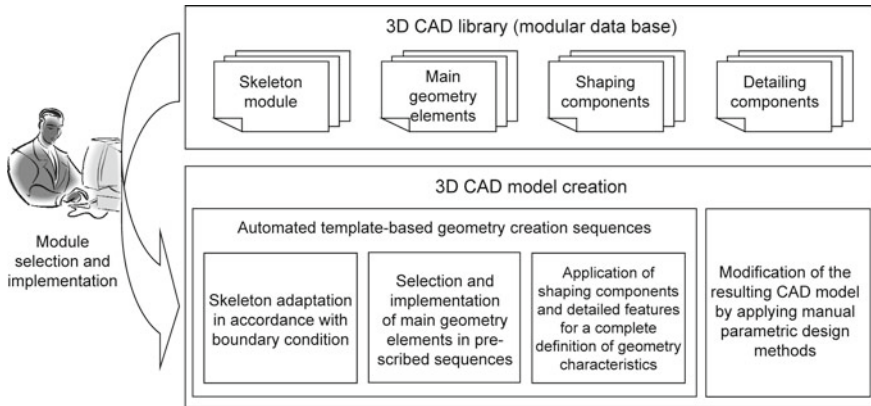 3D CAD library (modular data base)
Skeleton
module
Main
geometry
elements
Shaping
components
Detailing
components
Module
selection and
implementation
3D CAD model creation
Automated template-based geometry creation sequences
Skeleton adaptation
in accordance with
boundary condition
Selection and
implementation
of main geometry
elements in pre-
scribed sequences
Application of
shaping components
and detailed features
for a complete
definition of geometry
characteristics
Modification of the
resulting CAD model
by applying manual
parametric design
methods